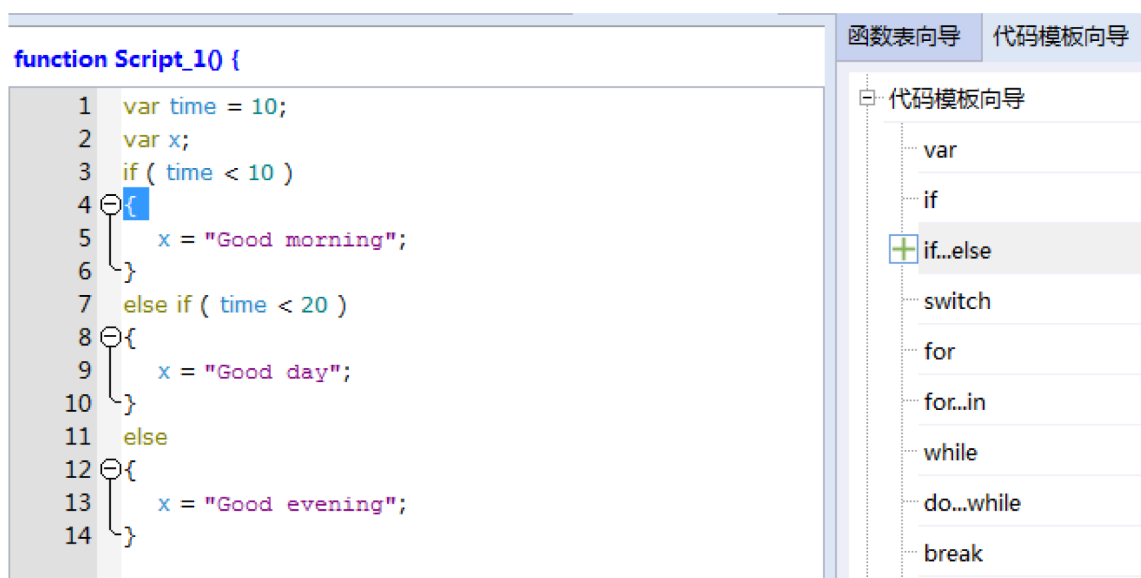 函数表向导 代码模板向导
function Script_1() {
1 var time = 10;
2 var x;
3 if ( time < 10 )
4 {
5 x = "Good morning";
6 }
7 else if ( time < 20 )
8 {
9 x = "Good day";
10 }
11 else
12 {
13 x = "Good evening";
14 }
代码模板向导
var
if
if...else
switch
for
for...in
while
do...while
break